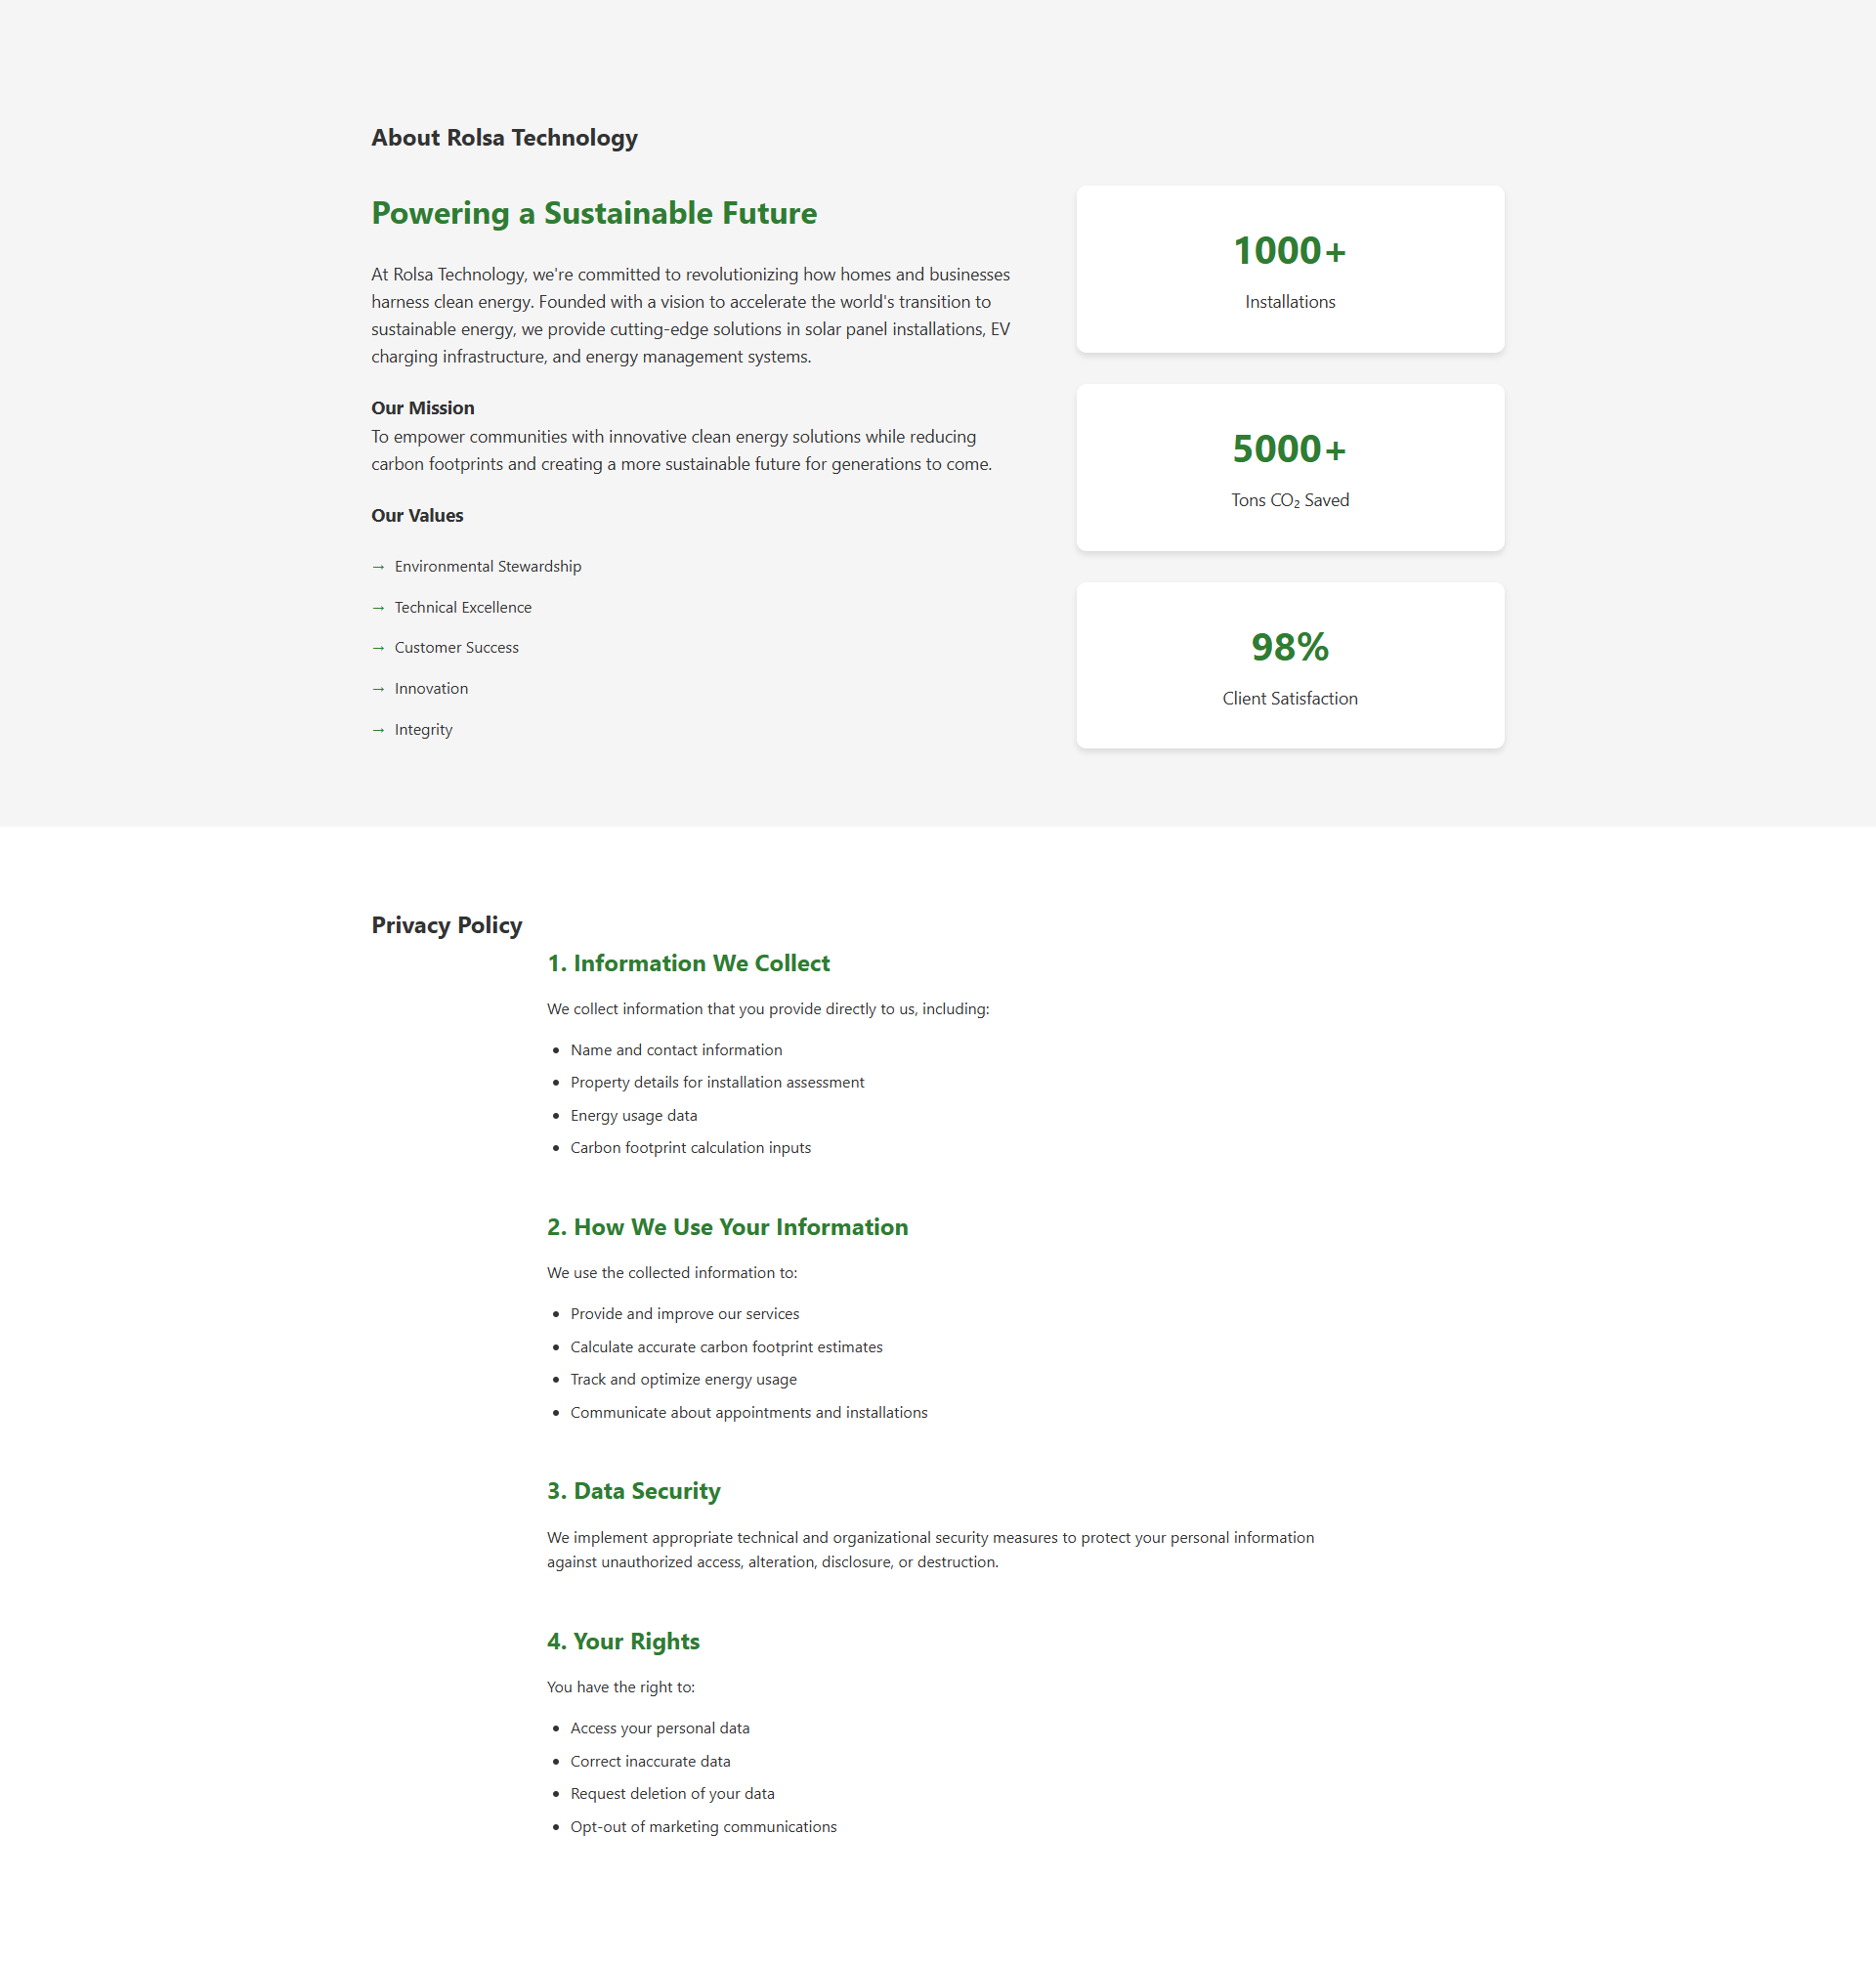 About Rolsa Technology
Powering a Sustainable Future
At Rolsa Technology, we're committed to revolutionizing how homes and businesses
harness clean energy. Founded with a vision to accelerate the world's transition to
sustainable energy, we provide cutting-edge solutions in solar panel installations, EV
charging infrastructure, and energy management systems.
Our Mission
To empower communities with innovative clean energy solutions while reducing
carbon footprints and creating a more sustainable future for generations to come.
Our Values
→ Environmental Stewardship
→ Technical Excellence
→ Customer Success
→ Innovation
→ Integrity
1000+
Installations
5000+
Tons CO₂ Saved
98%
Client Satisfaction
Privacy Policy
1. Information We Collect
We collect information that you provide directly to us, including:
• Name and contact information
• Property details for installation assessment
• Energy usage data
• Carbon footprint calculation inputs
2. How We Use Your Information
We use the collected information to:
• Provide and improve our services
• Calculate accurate carbon footprint estimates
• Track and optimize energy usage
• Communicate about appointments and installations
3. Data Security
We implement appropriate technical and organizational security measures to protect your personal information
against unauthorized access, alteration, disclosure, or destruction.
4. Your Rights
You have the right to:
• Access your personal data
• Correct inaccurate data
• Request deletion of your data
• Opt-out of marketing communications